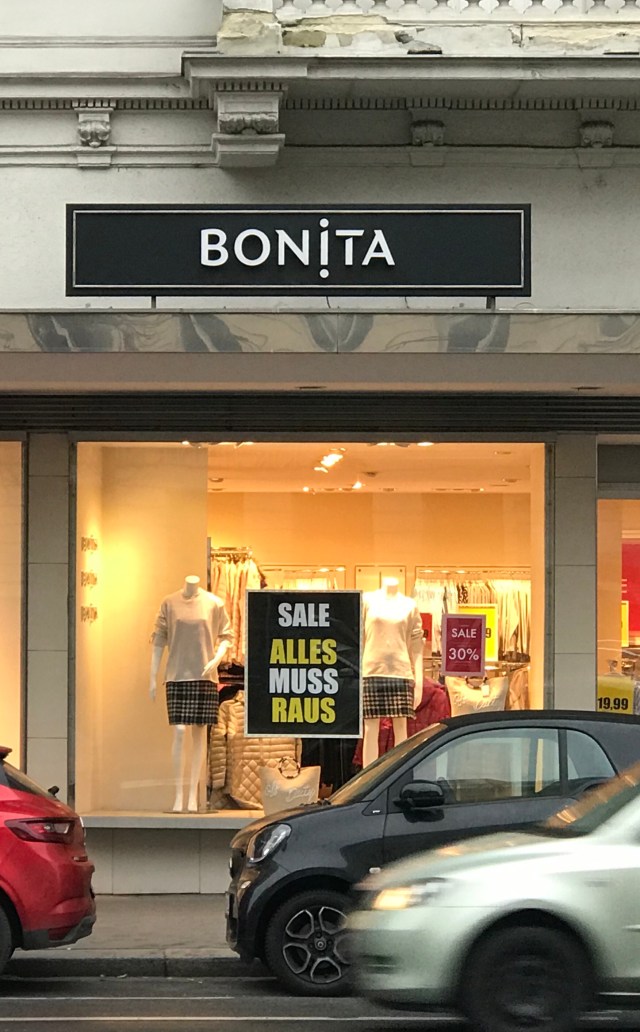 BONITA
SALE
ALLES
MUSS
RAUS
SALE
30%
19,99